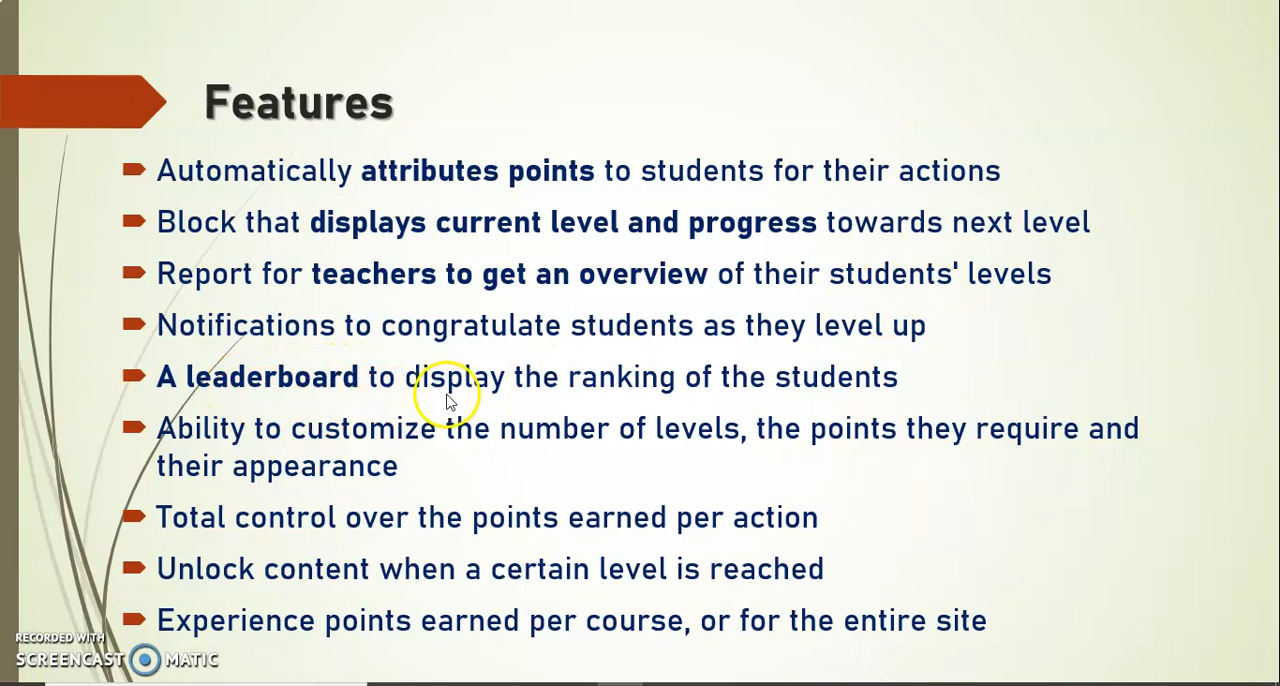 Features
Automatically attributes points to students for their actions
Block that displays current level and progress towards next level
Report for teachers to get an overview of their students' levels
Notifications to congratulate students as they level up
A leaderboard to display the ranking of the students
Ability to customize the number of levels, the points they require and
their appearance
Total control over the points earned per action
Unlock content when a certain level is reached
Experience points earned per course, or for the entire site
RECORDED WITH
SCREENCAST MATIC